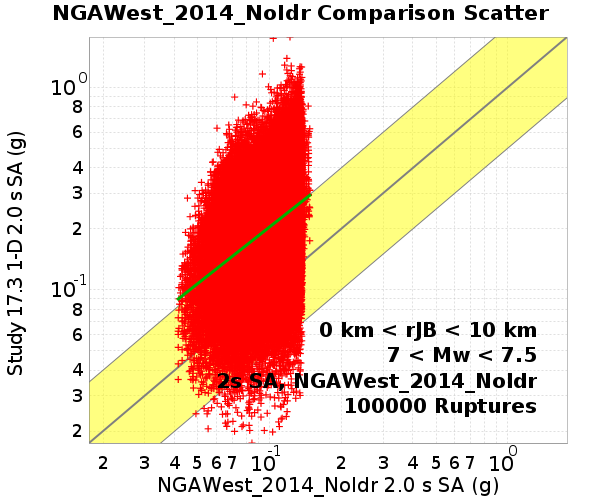 NGAWest_2014_NoIdr Comparison Scatter
Study 17.3 1-D 2.0 s SA (g)
10^0
8
6
4
3
2
10^-1
8
6
4
3
2
0 km < rJB < 10 km
7 < Mw < 7.5
2s SA, NGAWest_2014_NoIdr
100000 Ruptures
2 3 4 5 6 7 10^-1 2 3 4 5 6 7 10^0
NGAWest_2014_NoIdr 2.0 s SA (g)